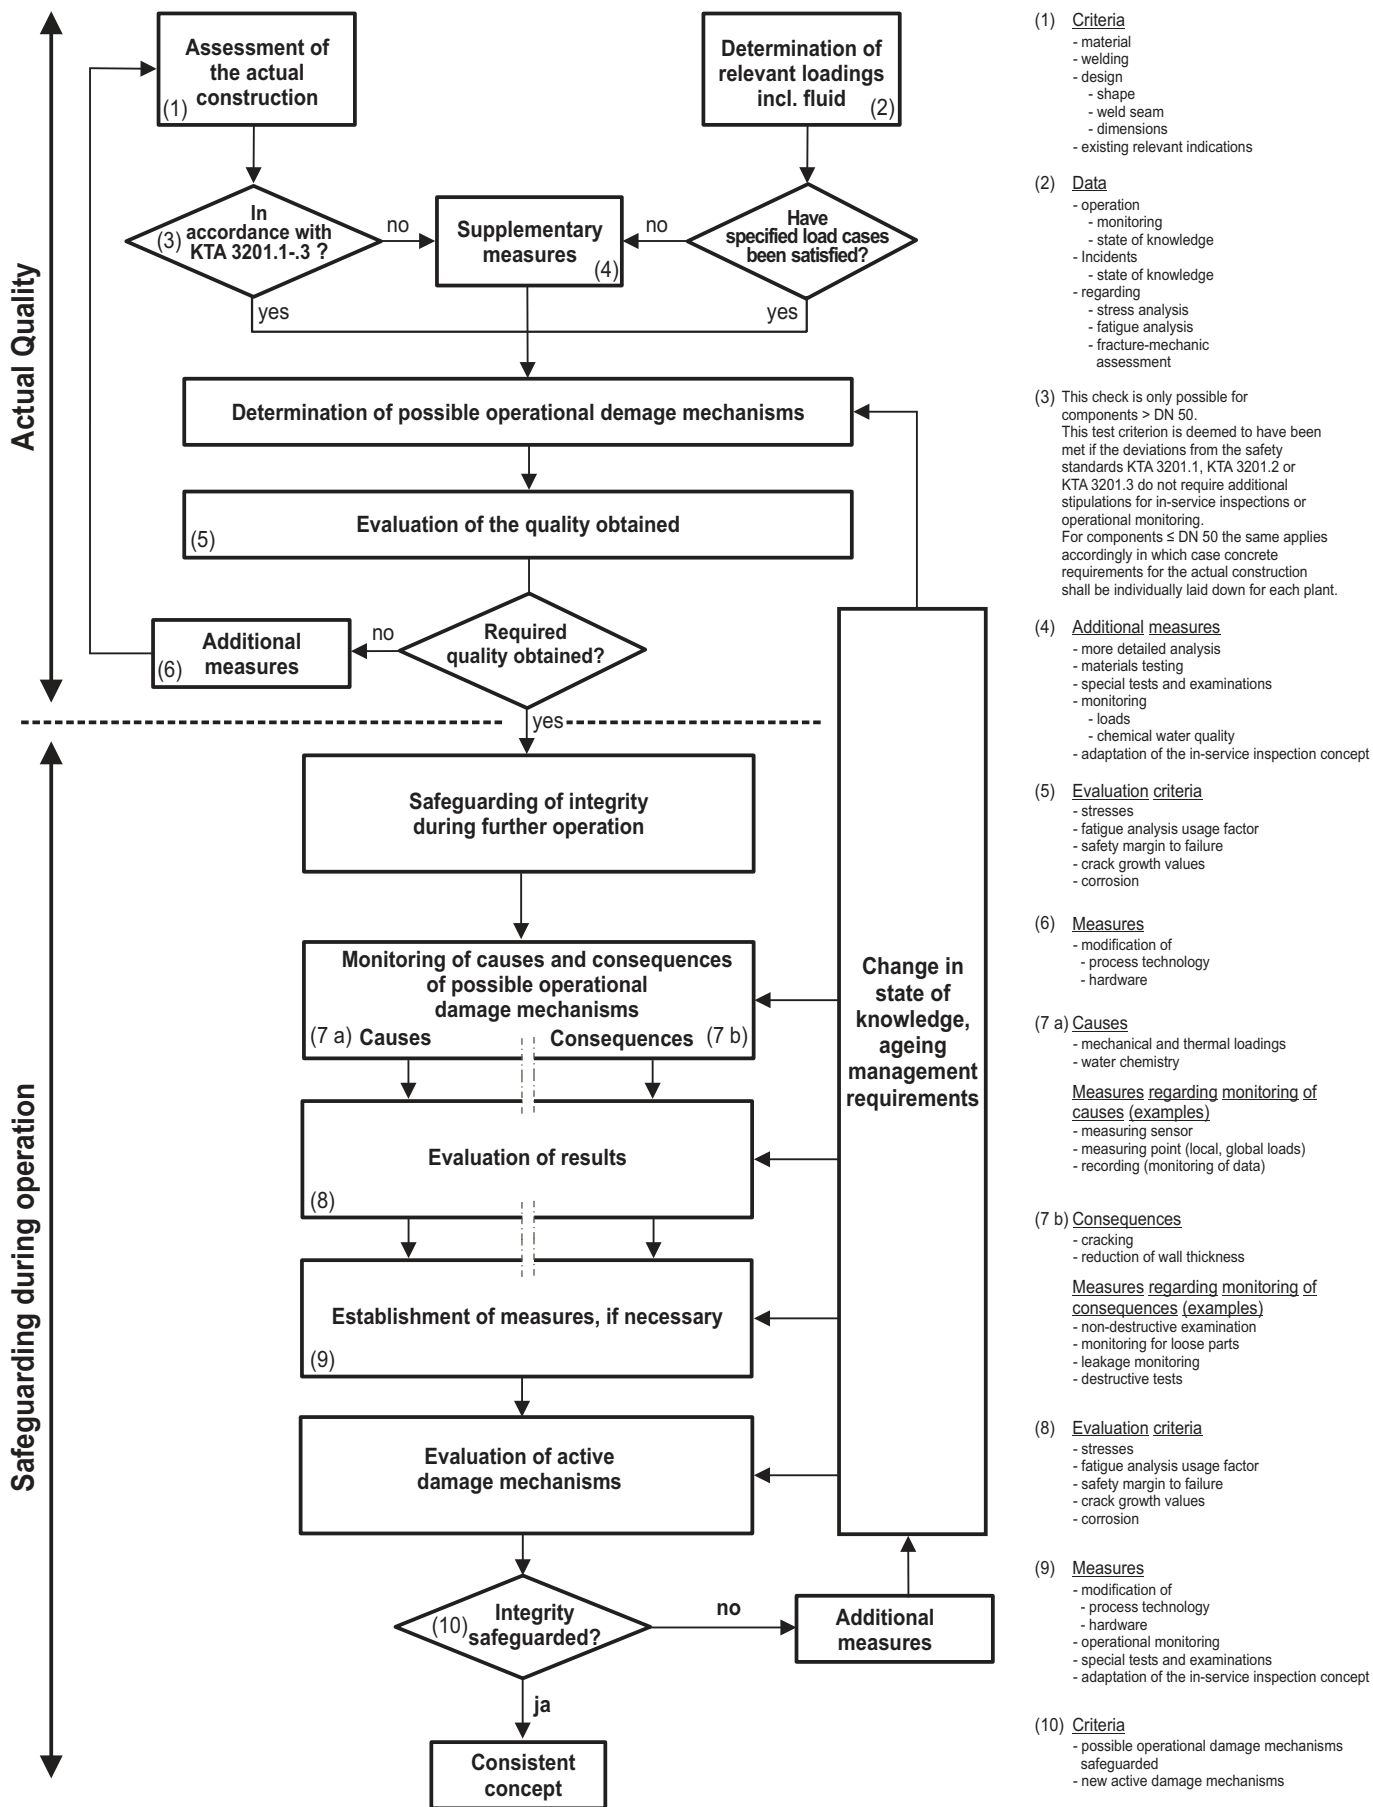 Actual Quality
Assessment of
the actual
construction
(1)
Determination of
relevant loadings
incl. fluid
(2)
In
accordance with
(3) KTA 3201.1-.3 ?
no
Supplementary
measures
(4)
no
Have
specified load cases
been satisfied?
yes
yes
Determination of possible operational demage mechanisms
Evaluation of the quality obtained
(5)
Additional
measures
(6)
no
Required
quality obtained?
yes
Safeguarding during operation
Safeguarding of integrity
during further operation
Monitoring of causes and consequences
of possible operational
damage mechanisms
(7 a) Causes
Consequences (7 b)
Evaluation of results
(8)
Establishment of measures, if necessary
(9)
Evaluation of active
damage mechanisms
Change in
state of
knowledge,
ageing
management
requirements
Integrity
(10) safeguarded?
no
Additional
measures
ja
Consistent
concept
(1) Criteria
- material
- welding
- design
- shape
- weld seam
- dimensions
- existing relevant indications
(2) Data
- operation
- monitoring
- state of knowledge
- Incidents
- state of knowledge
- regarding
- stress analysis
- fatigue analysis
- fracture-mechanic
assessment
(3) This check is only possible for
components > DN 50.
This test criterion is deemed to have been
met if the deviations from the safety
standards KTA 3201.1, KTA 3201.2 or
KTA 3201.3 do not require additional
stipulations for in-service inspections or
operational monitoring.
For components ≤ DN 50 the same applies
accordingly in which case concrete
requirements for the actual construction
shall be individually laid down for each plant.
(4) Additional measures
- more detailed analysis
- materials testing
- special tests and examinations
- monitoring
- loads
- chemical water quality
- adaptation of the in-service inspection concept
(5) Evaluation criteria
- stresses
- fatigue analysis usage factor
- safety margin to failure
- crack growth values
- corrosion
(6) Measures
- modification of
- process technology
- hardware
(7 a) Causes
- mechanical and thermal loadings
- water chemistry
Measures regarding monitoring of
causes (examples)
- measuring sensor
- measuring point (local, global loads)
- recording (monitoring of data)
(7 b) Consequences
- cracking
- reduction of wall thickness
Measures regarding monitoring of
consequences (examples)
- non-destructive examination
- monitoring for loose parts
- leakage monitoring
- destructive tests
(8) Evaluation criteria
- stresses
- fatigue analysis usage factor
- safety margin to failure
- crack growth values
- corrosion
(9) Measures
- modification of
- process technology
- hardware
- operational monitoring
- special tests and examinations
- adaptation of the in-service inspection concept
(10) Criteria
- possible operational damage mechanisms
safeguarded
- new active damage mechanisms